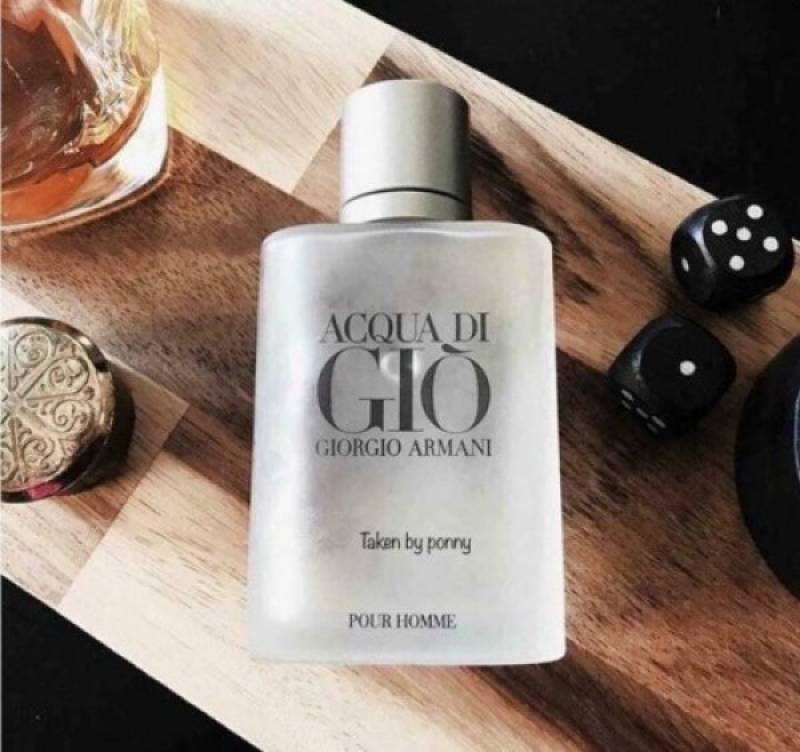 ACQUA DI
GIÒ
GIORGIO ARMANI
Taken by ponny
POUR HOMME